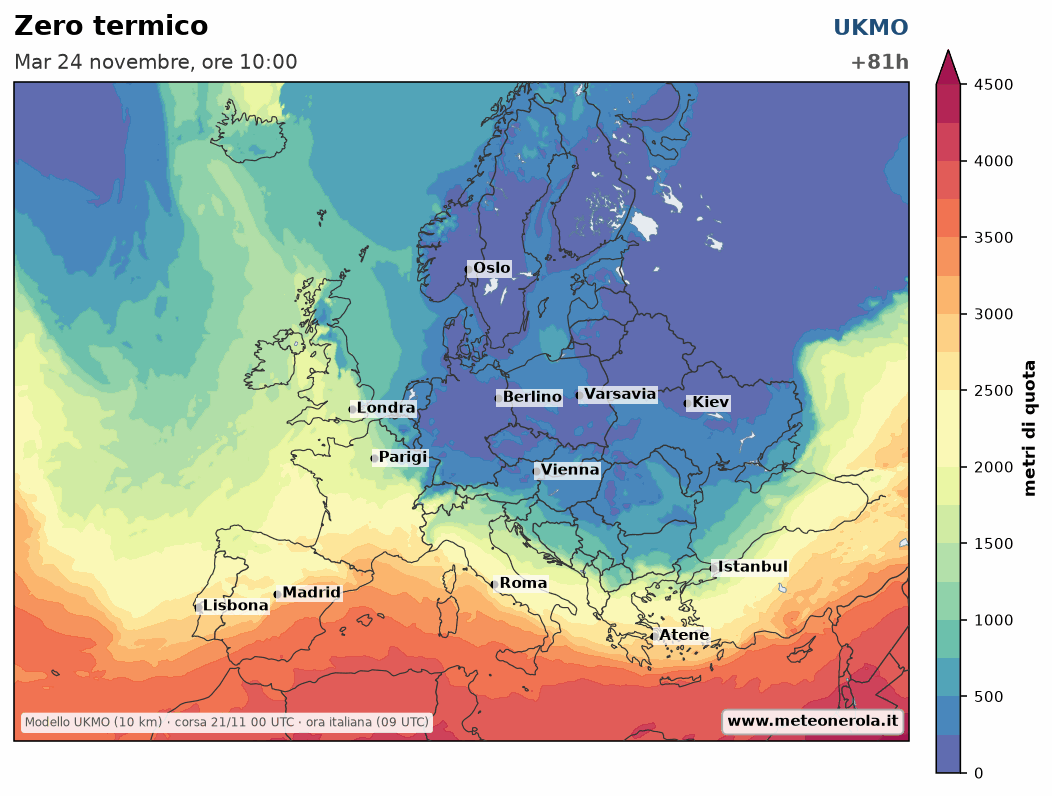 Zero termico
UKMO
Mar 24 novembre, ore 10:00
+81h
4500
4000
3500
3000
2500
2000
1500
1000
500
0
metri di quota
Oslo
Berlino
Varsavia
Kiev
Londra
Parigi
Vienna
Istanbul
Roma
Madrid
Lisbona
Atene
Modello UKMO (10 km) · corsa 21/11 00 UTC · ora italiana (09 UTC)
www.meteonerola.it